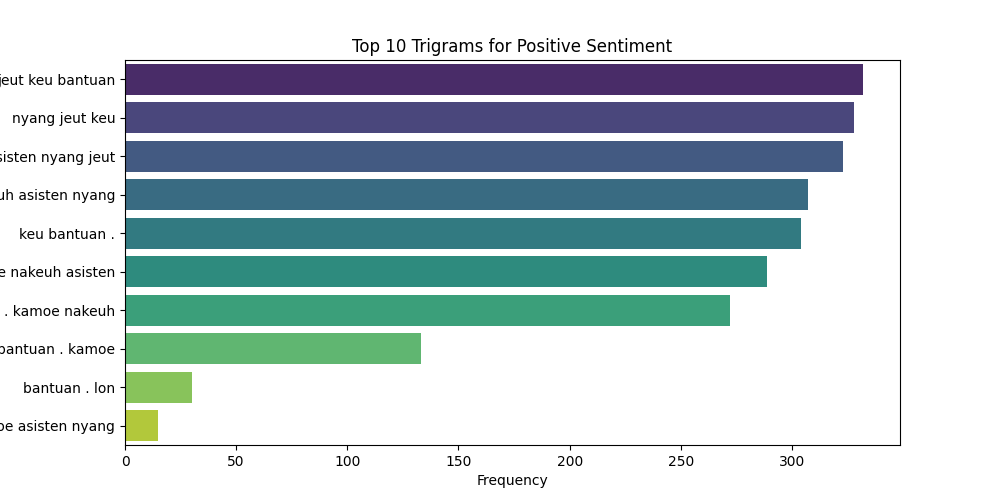 Top 10 Trigrams for Positive Sentiment
jeut keu bantuan
nyang jeut keu
nyang jeut
asisten nyang
keu bantuan .
nakeuh asisten
. kamoe nakeuh
bantuan . kamoe
bantuan . lon
asisten nyang
0 50 100 150 200 250 300
Frequency